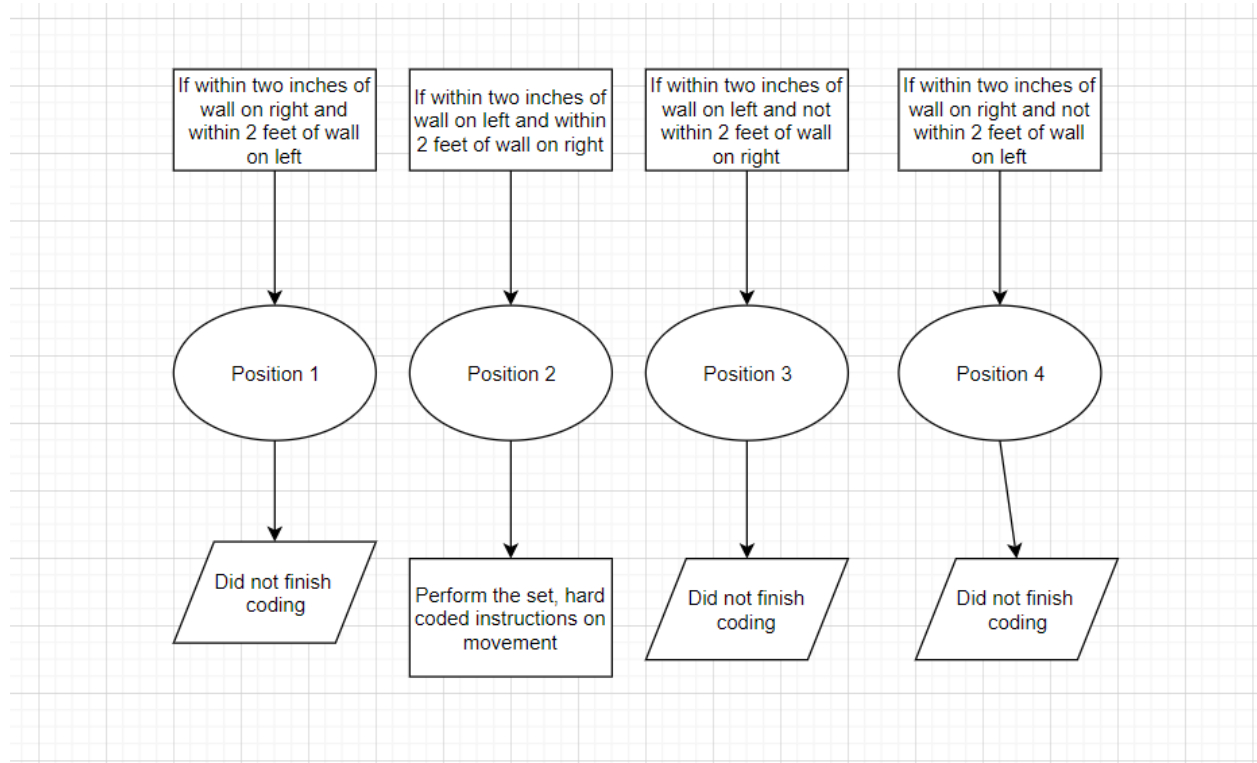 If within two inches of
wall on right and
within 2 feet of wall
on left
If within two inches of
wall on left and within
2 feet of wall on right
If within two inches of
wall on left and not
within 2 feet of wall
on right
If within two inches of
wall on right and not
within 2 feet of wall
on left
Position 1
Position 2
Position 3
Position 4
Did not finish
coding
Perform the set, hard
coded instructions on
movement
Did not finish
coding
Did not finish
coding